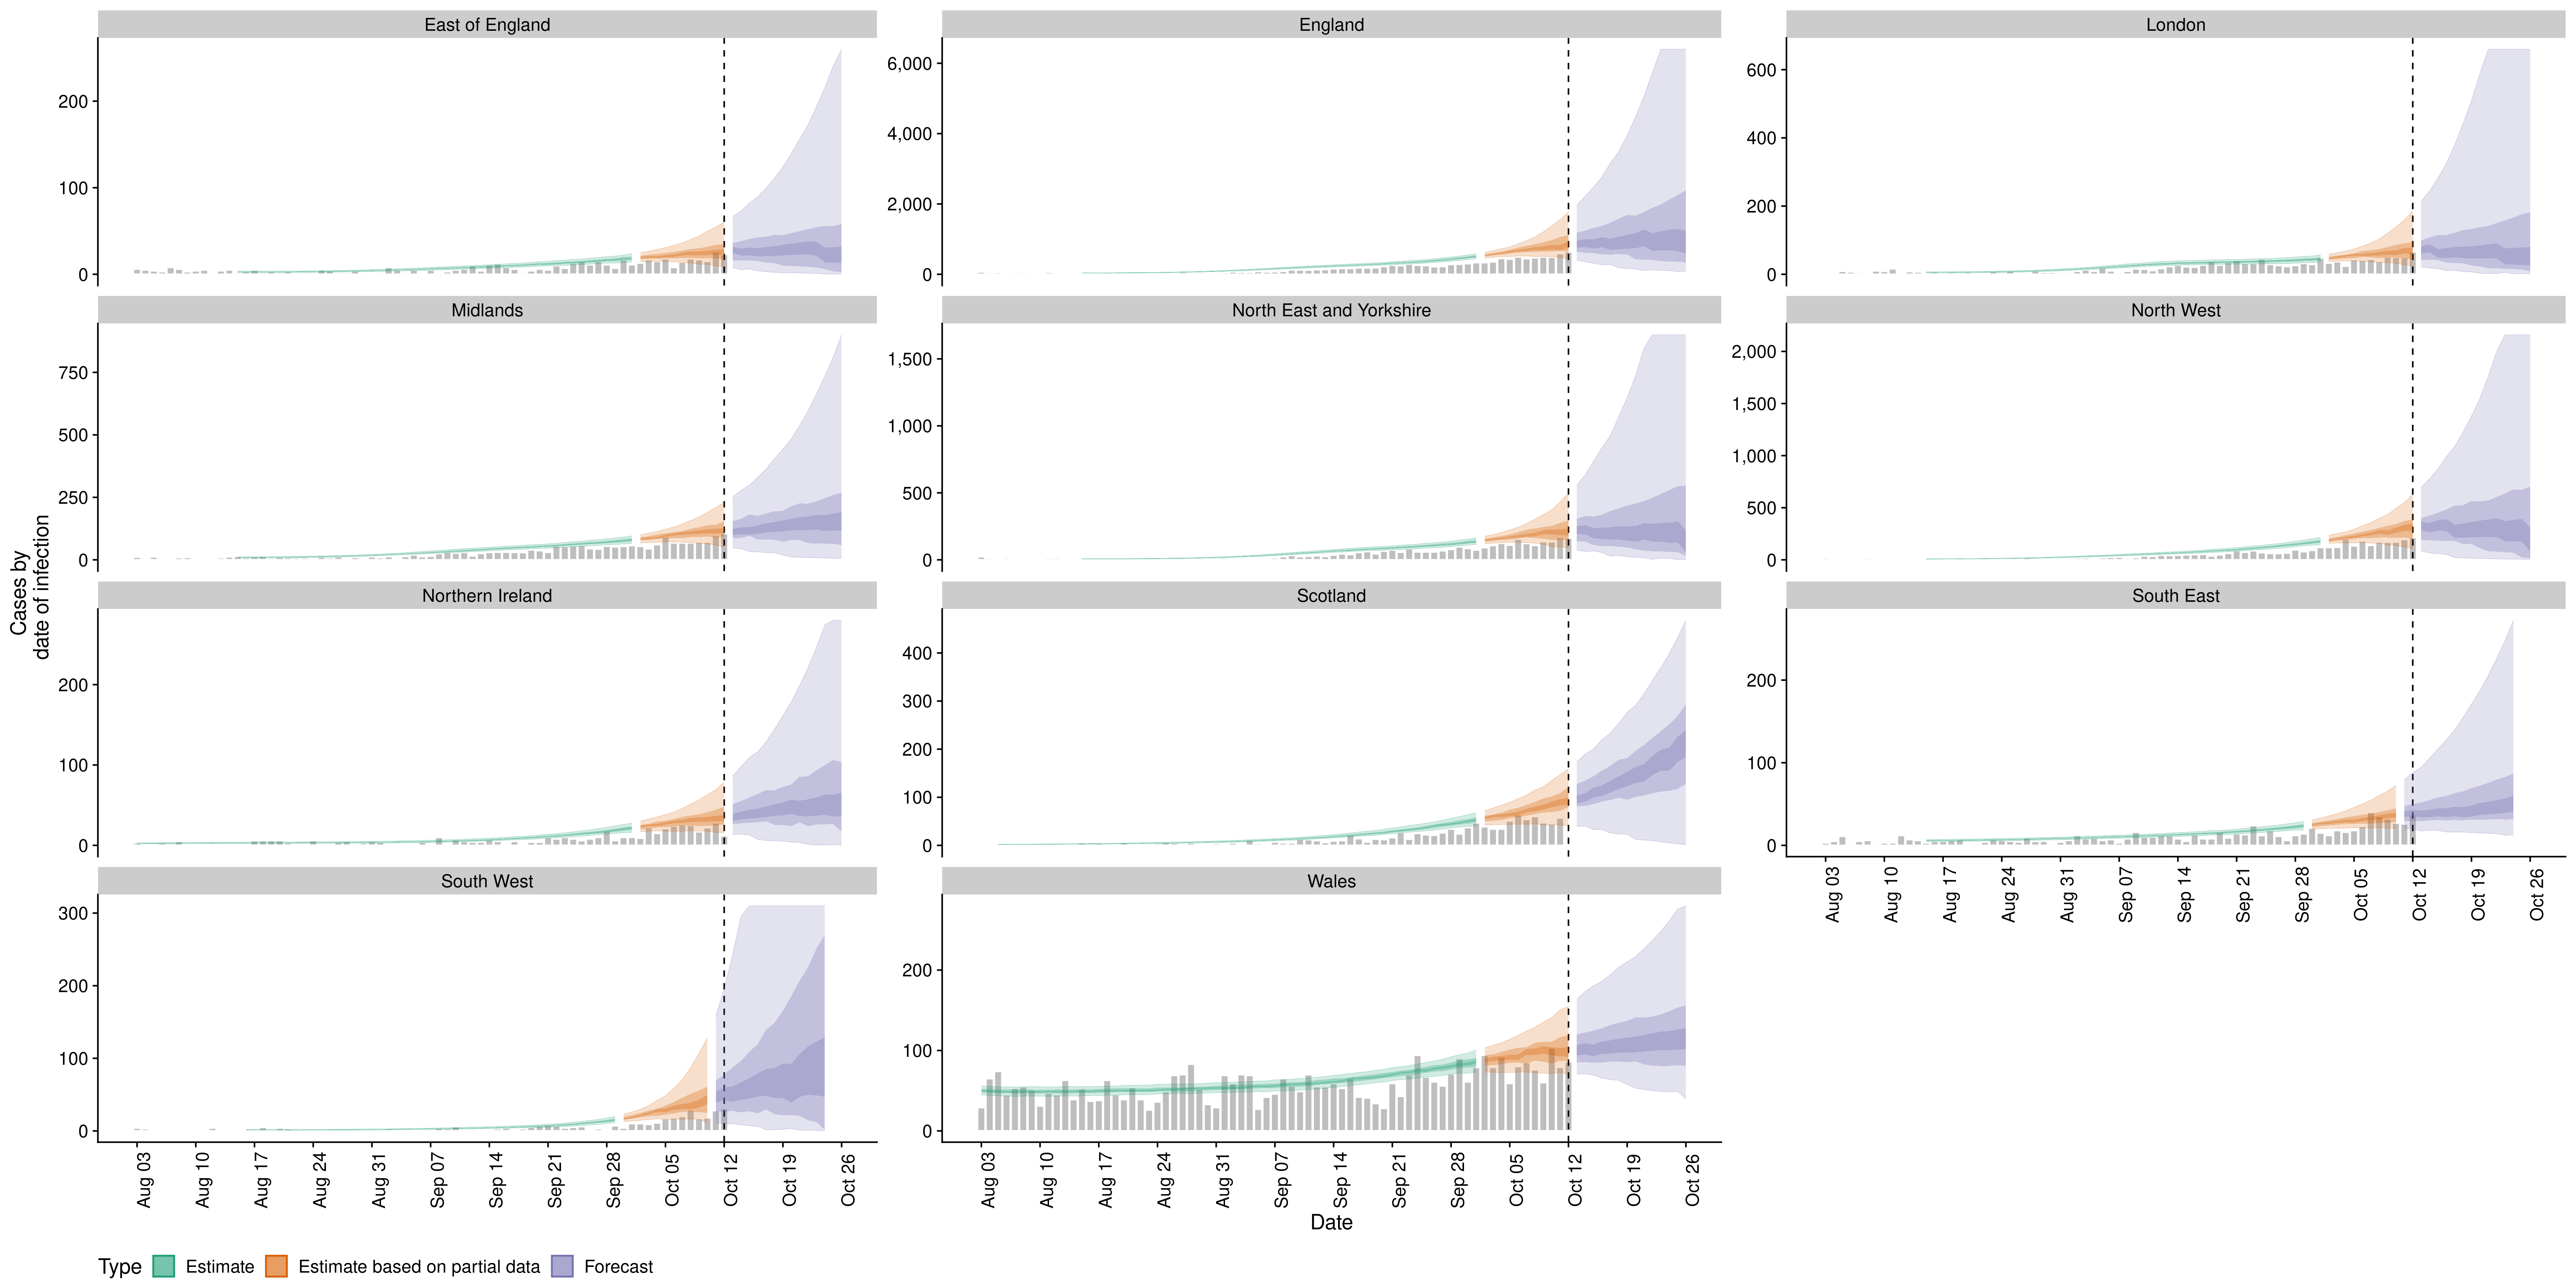 East of England
England
London
200
100
0
6,000
4,000
2,000
0
600
400
200
0
Midlands
North East and Yorkshire
North West
750
500
250
0
1,500
1,000
500
0
2,000
1,500
1,000
500
0
Cases by
date of infection
Northern Ireland
Scotland
South East
200
100
0
400
300
200
100
0
200
100
0
Aug 03
Aug 10
Aug 17
Aug 24
Aug 31
Sep 07
Sep 14
Sep 21
Sep 28
Oct 05
Oct 12
Oct 19
Oct 26
South West
Wales
300
200
100
0
200
100
0
Aug 03
Aug 10
Aug 17
Aug 24
Aug 31
Sep 07
Sep 14
Sep 21
Sep 28
Oct 05
Oct 12
Oct 19
Oct 26
Aug 03
Aug 10
Aug 17
Aug 24
Aug 31
Sep 07
Sep 14
Sep 21
Sep 28
Oct 05
Oct 12
Oct 19
Oct 26
Date
Type Estimate Estimate based on partial data Forecast